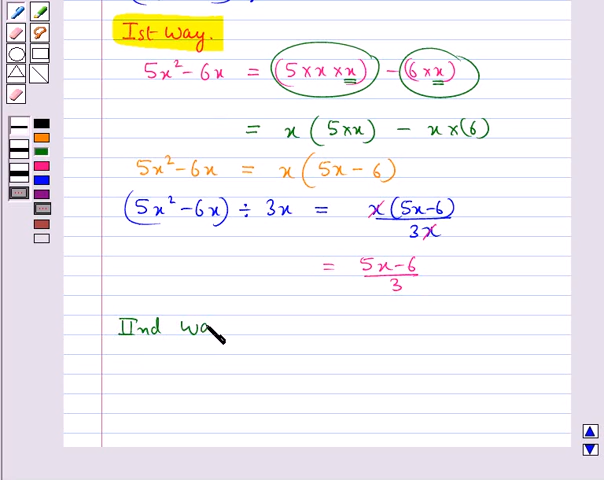 Ist Way.
5x² - 6x = (5 × x × x) - (6 × x)
= x (5 × x) - x × (6)
5x² - 6x = x (5x - 6)
(5x² - 6x) ÷ 3x = x (5x - 6) / 3x
= 5x - 6 / 3
IInd wa